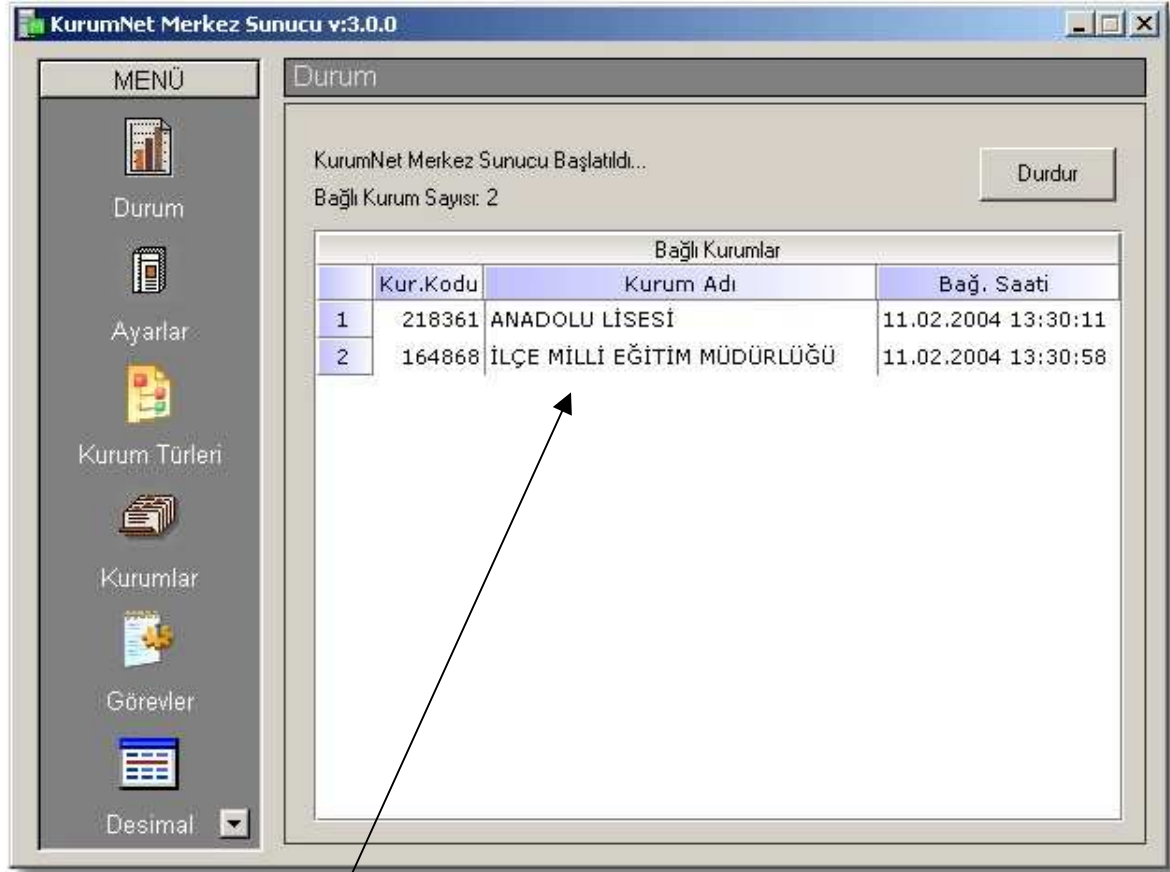 KurumNet Merkez Sunucu v:3.0.0
MENÜ
Durum
Ayarlar
Kurum Türleri
Kurumlar
Görevler
Desimal
Durum
KurumNet Merkez Sunucu Başlatıldı...
Bağlı Kurum Sayısı: 2
Durdur
Bağlı Kurumlar
Kur.Kodu Kurum Adı Bağ. Saati
1 218361 ANADOLU LİSESİ 11.02.2004 13:30:11
2 164868 İLÇE MİLLİ EĞİTİM MÜDÜRLÜĞÜ 11.02.2004 13:30:58